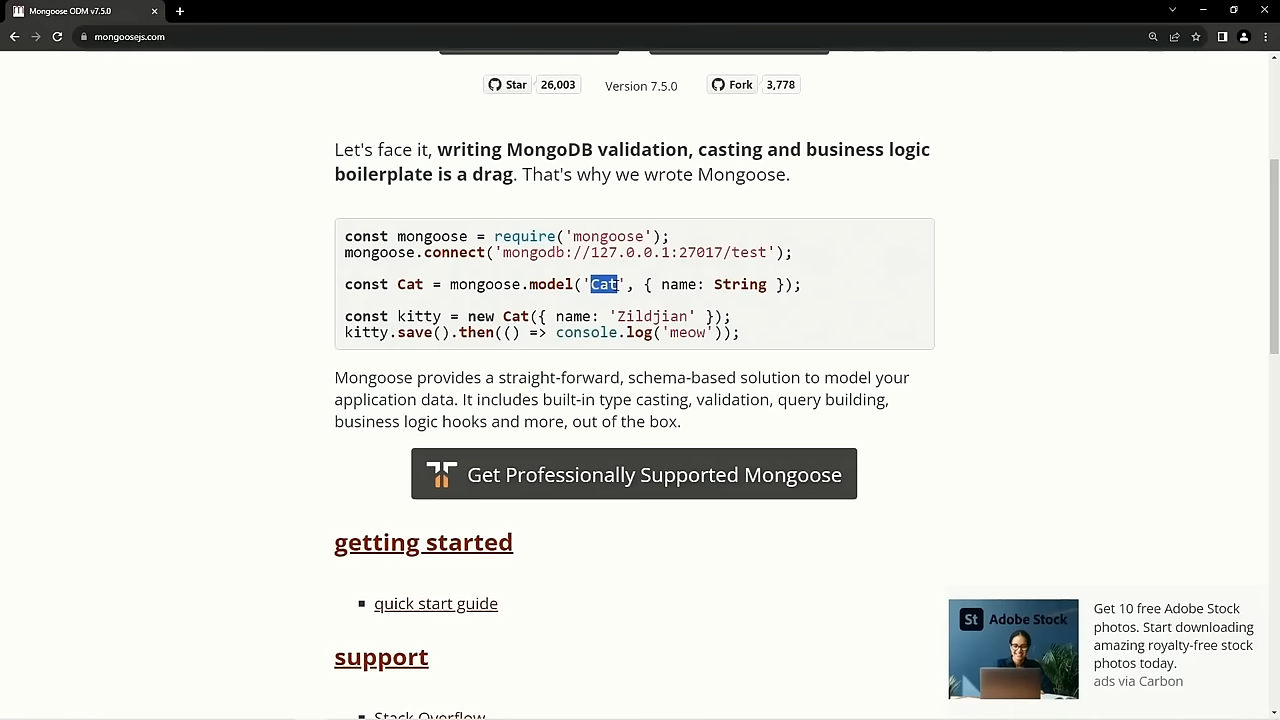 Mongoose ODM v7.5.0
mongoosejs.com
Star 26,003 Version 7.5.0 Fork 3,778
Let's face it, writing MongoDB validation, casting and business logic
boilerplate is a drag. That's why we wrote Mongoose.
const mongoose = require('mongoose');
mongoose.connect('mongodb://127.0.0.1:27017/test');
const Cat = mongoose.model('Cat', { name: String });
const kitty = new Cat({ name: 'Zildjian' });
kitty.save().then(() => console.log('meow'));
Mongoose provides a straight-forward, schema-based solution to model your
application data. It includes built-in type casting, validation, query building,
business logic hooks and more, out of the box.
Get Professionally Supported Mongoose
getting started
quick start guide
support
Stack Overflow
St Adobe Stock
Get 10 free Adobe Stock
photos. Start downloading
amazing royalty-free stock
photos today.
ads via Carbon